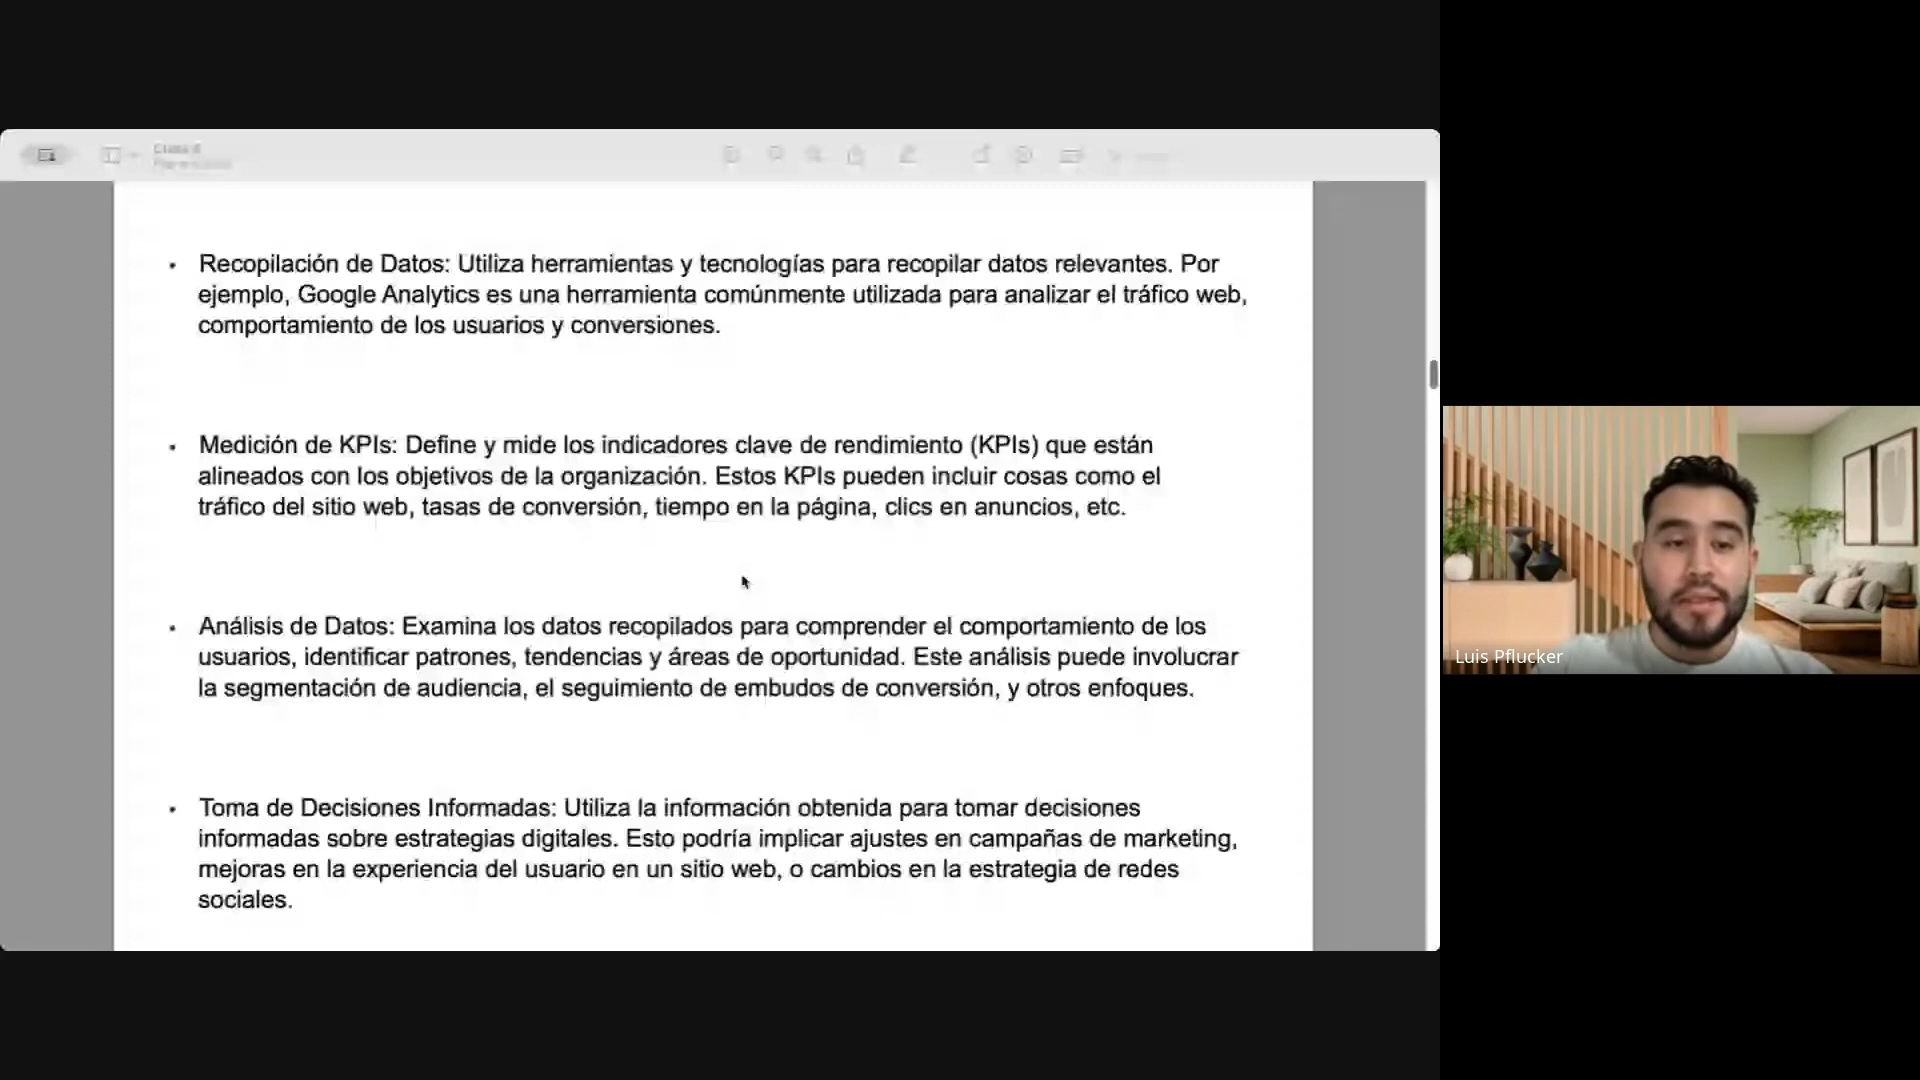 Recopilación de Datos: Utiliza herramientas y tecnologías para recopilar datos relevantes. Por
ejemplo, Google Analytics es una herramienta comúnmente utilizada para analizar el tráfico web,
comportamiento de los usuarios y conversiones.
Medición de KPIs: Define y mide los indicadores clave de rendimiento (KPIs) que están
alineados con los objetivos de la organización. Estos KPIs pueden incluir cosas como el
tráfico del sitio web, tasas de conversión, tiempo en la página, clics en anuncios, etc.
Análisis de Datos: Examina los datos recopilados para comprender el comportamiento de los
usuarios, identificar patrones, tendencias y áreas de oportunidad. Este análisis puede involucrar
la segmentación de audiencia, el seguimiento de embudos de conversión, y otros enfoques.
Toma de Decisiones Informadas: Utiliza la información obtenida para tomar decisiones
informadas sobre estrategias digitales. Esto podría implicar ajustes en campañas de marketing,
mejoras en la experiencia del usuario en un sitio web, o cambios en la estrategia de redes
sociales.
Luis Pflucker